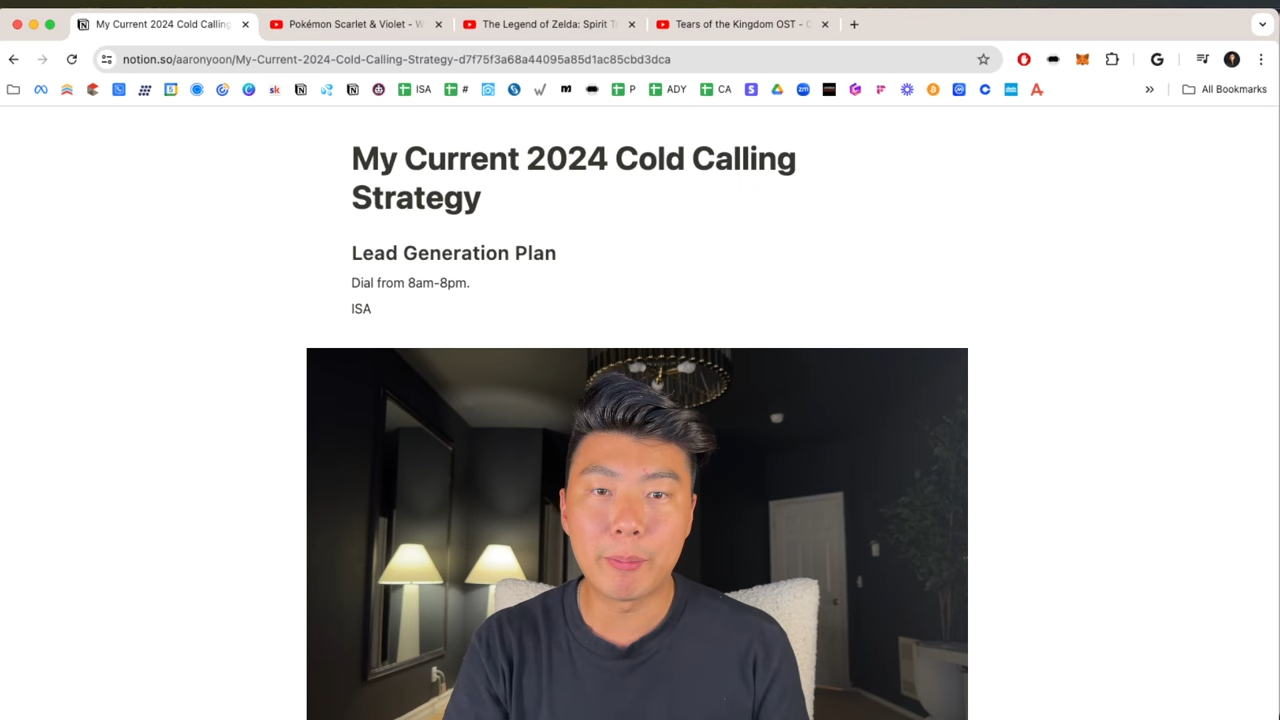 My Current 2024 Cold Calling
Pokémon Scarlet & Violet - W
The Legend of Zelda: Spirit T
Tears of the Kingdom OST -
notion.so/aaronyoon/My-Current-2024-Cold-Calling-Strategy-d7f75f3a68a44095a85d1ac85cbd3dca
sk
ISA
#
P
ADY
CA
All Bookmarks
My Current 2024 Cold Calling
Strategy
Lead Generation Plan
Dial from 8am-8pm.
ISA